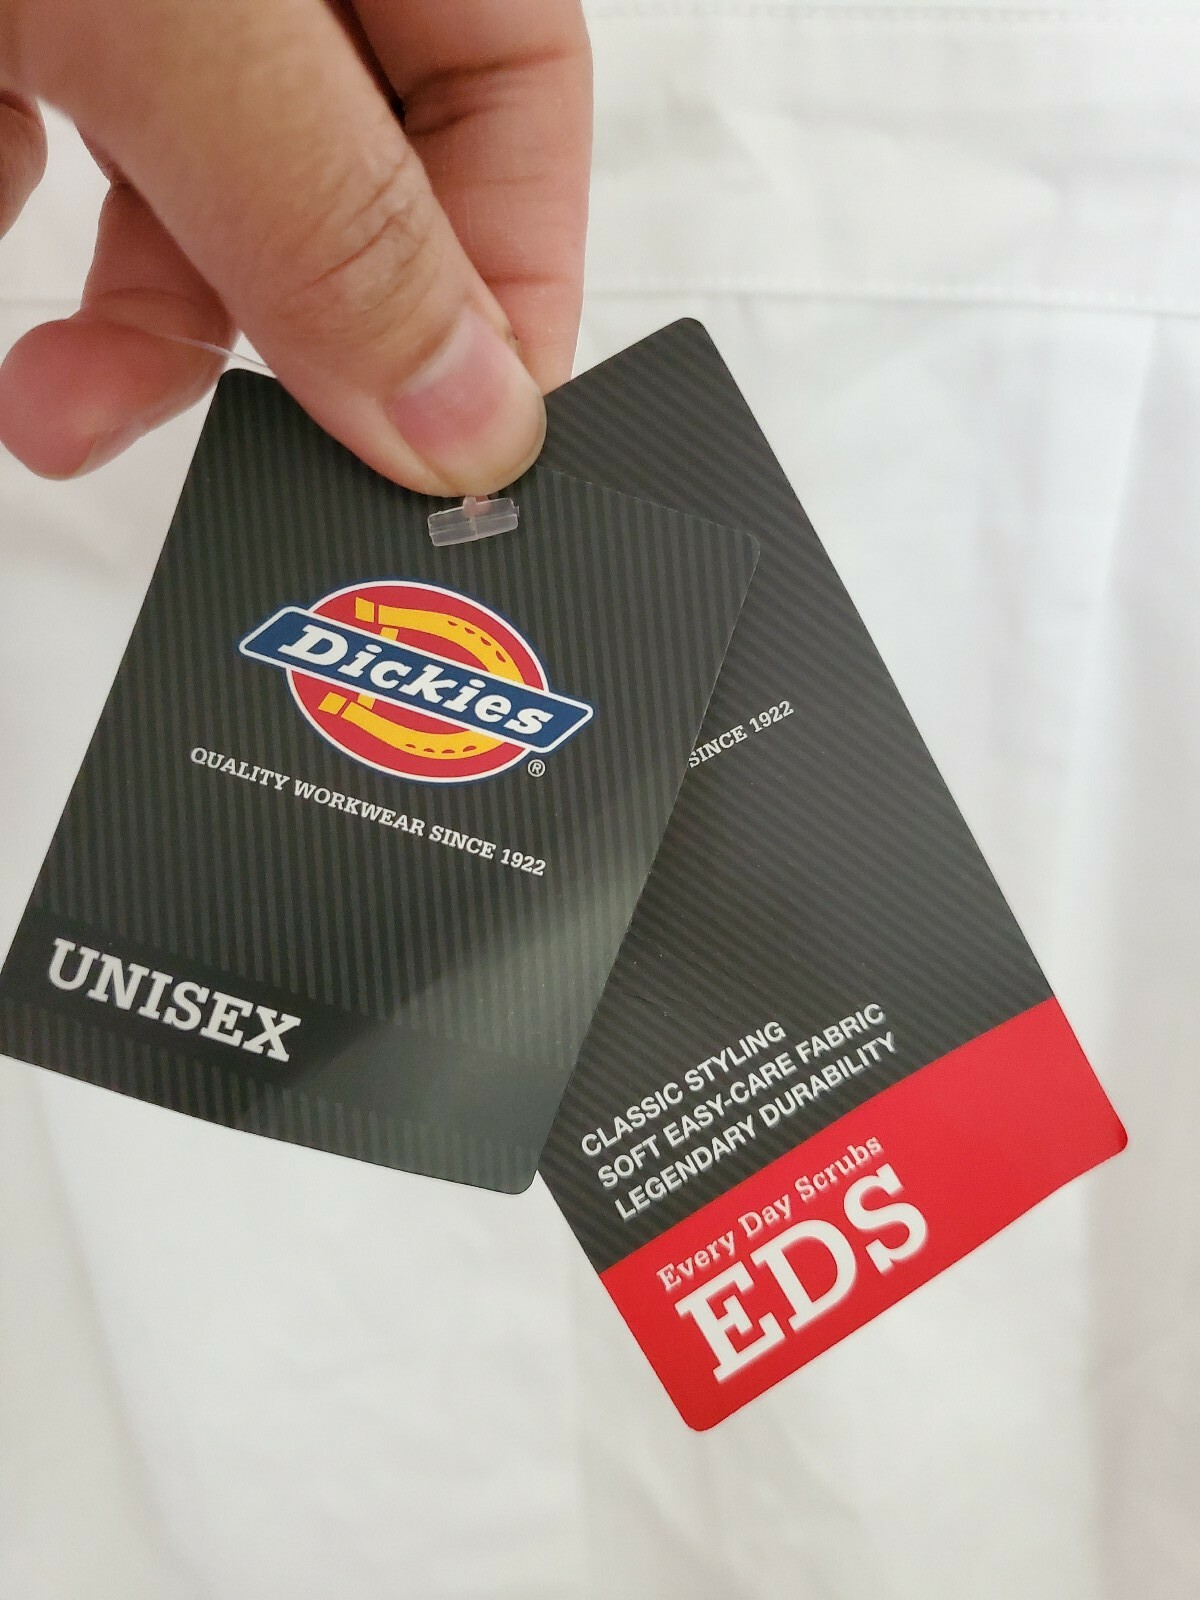 Dickies
®
QUALITY WORKWEAR SINCE 1922
UNISEX
SINCE 1922
CLASSIC STYLING
SOFT EASY-CARE FABRIC
LEGENDARY DURABILITY
Every Day Scrubs
EDS